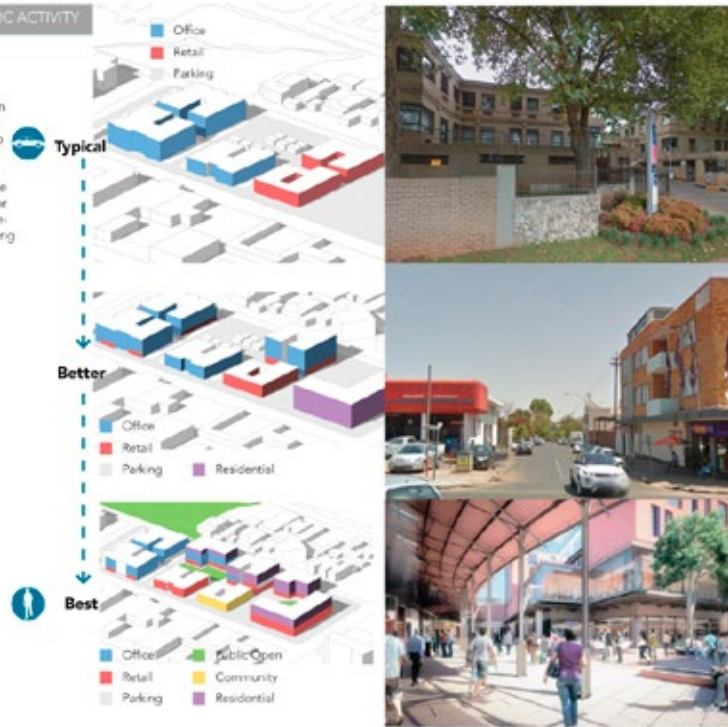 IC ACTIVITY
Office
Retail
Parking
Typical
Better
Office
Retail
Parking
Residential
Best
Office
Public Open
Retail
Community
Parking
Residential